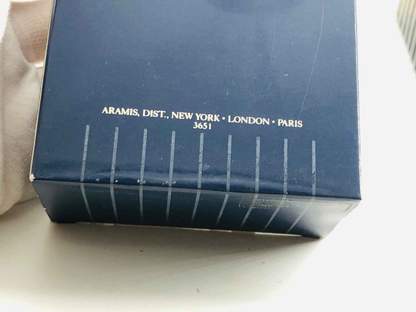 ARAMIS, DIST., NEW YORK • LONDON • PARIS
3651